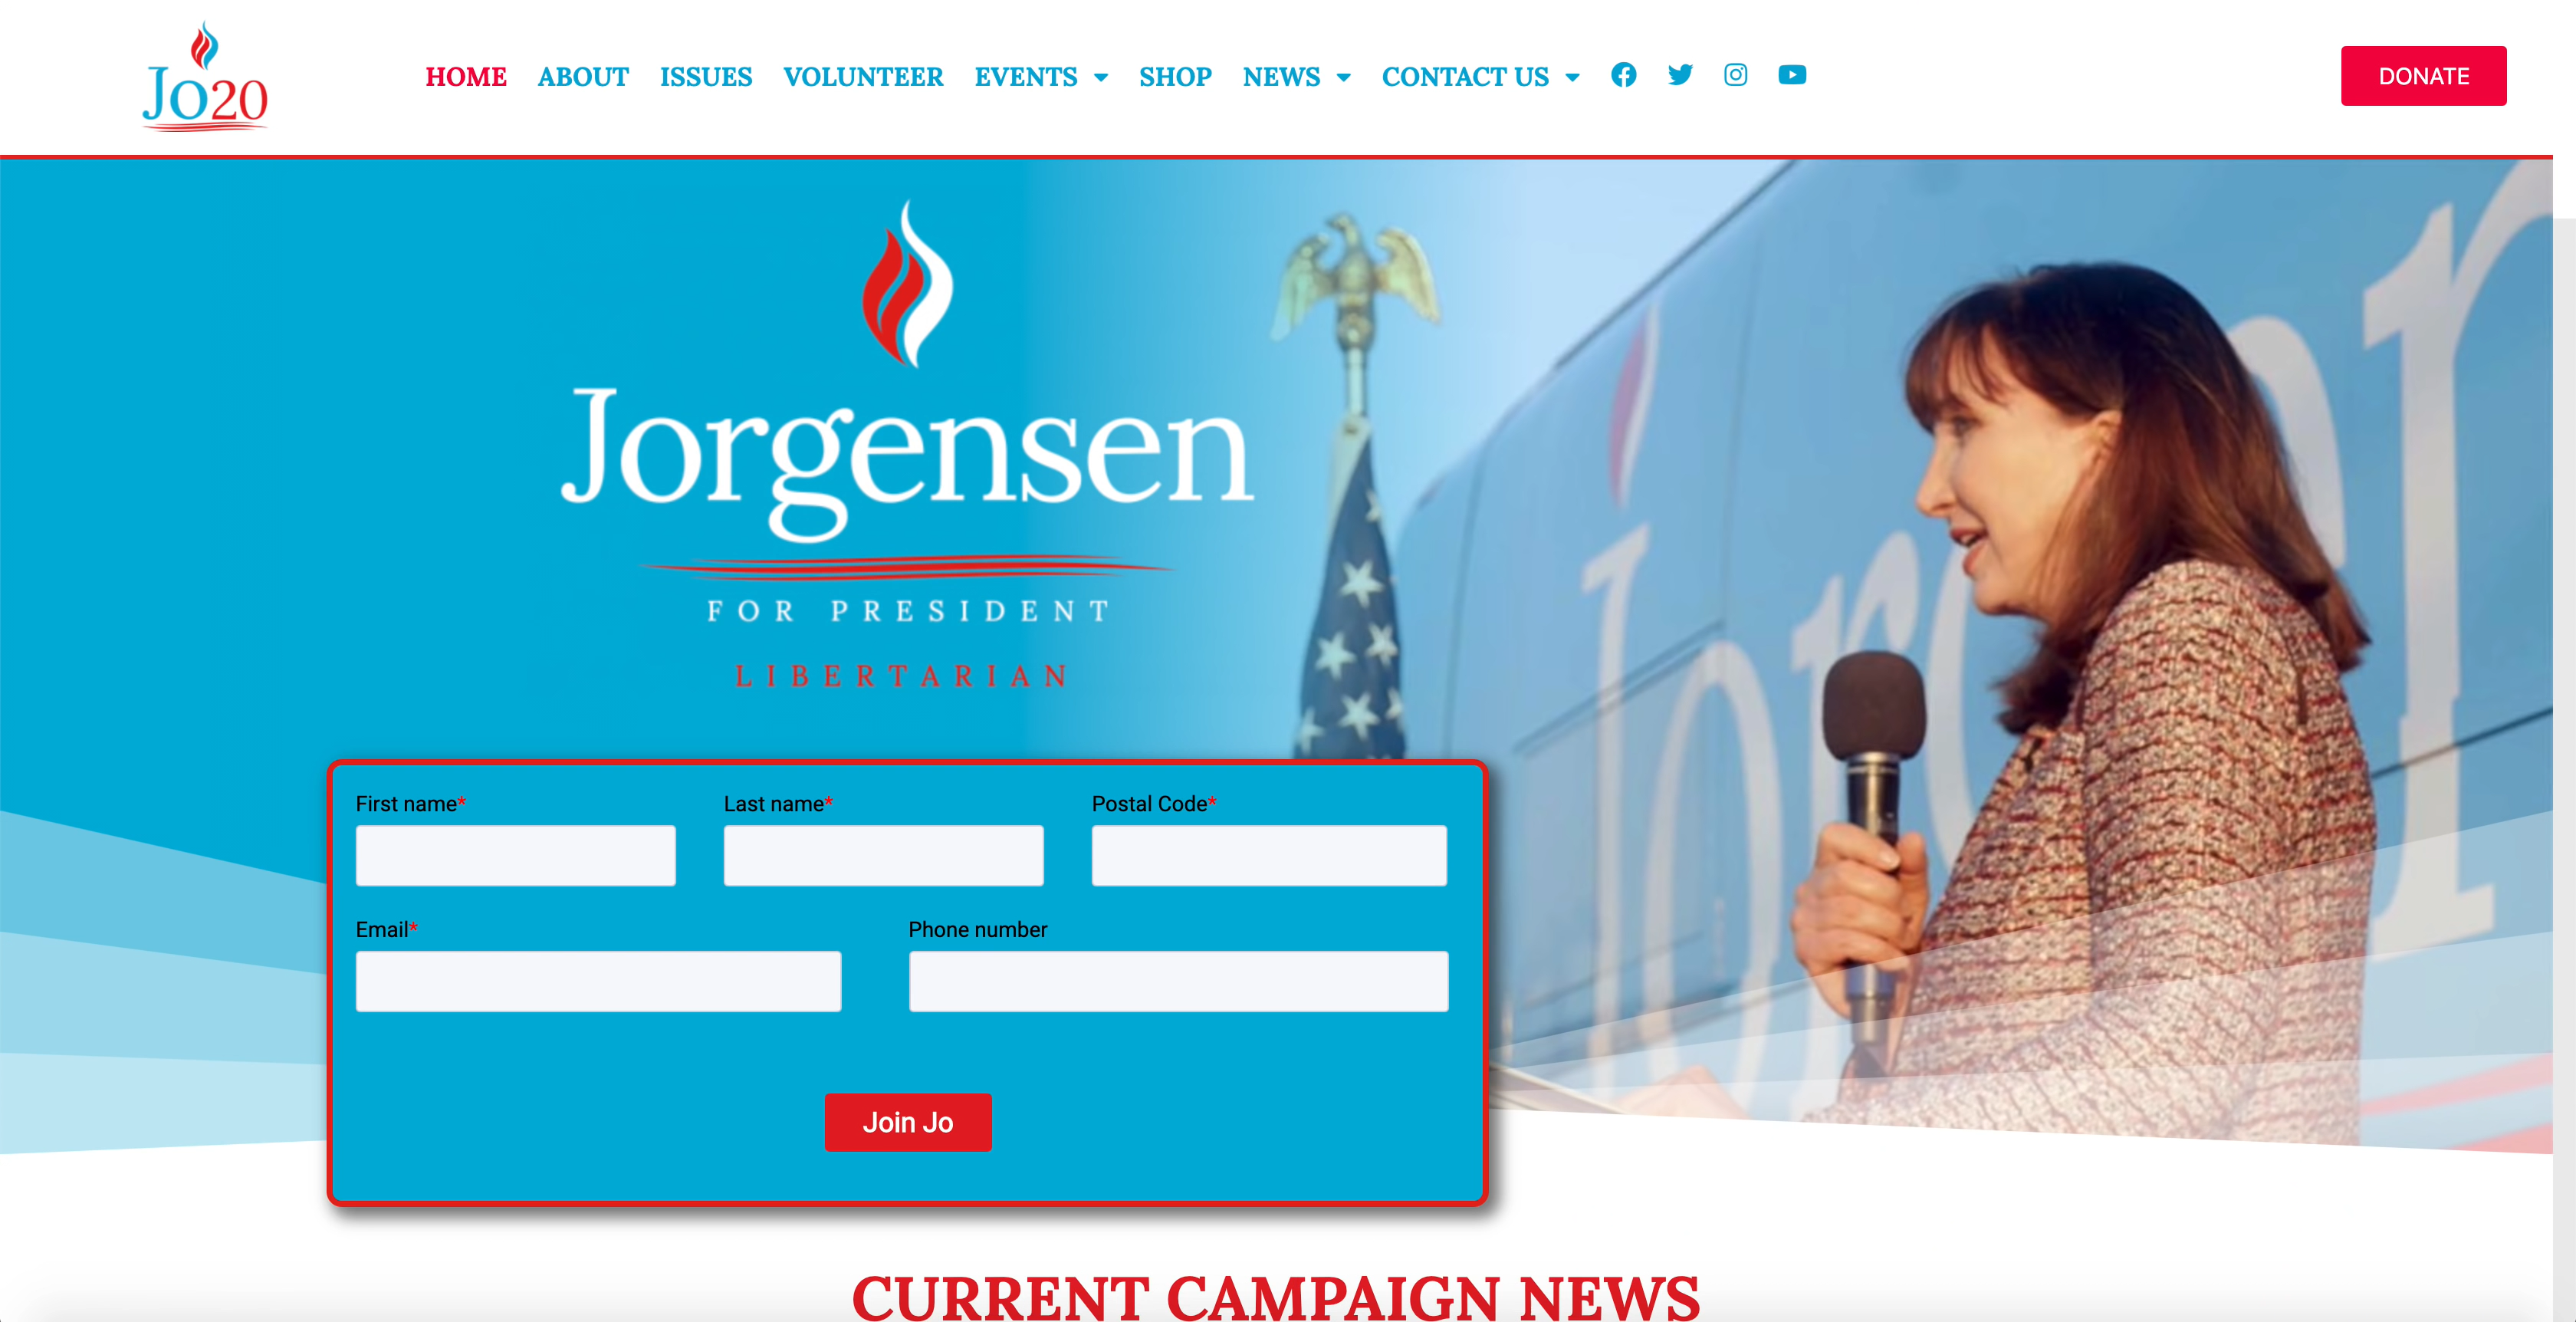 Jo20
HOME ABOUT ISSUES VOLUNTEER EVENTS SHOP NEWS CONTACT US
DONATE
Jorgensen
FOR PRESIDENT
LIBERTARIAN
First name* Last name* Postal Code*
Email* Phone number
Join Jo
CURRENT CAMPAIGN NEWS